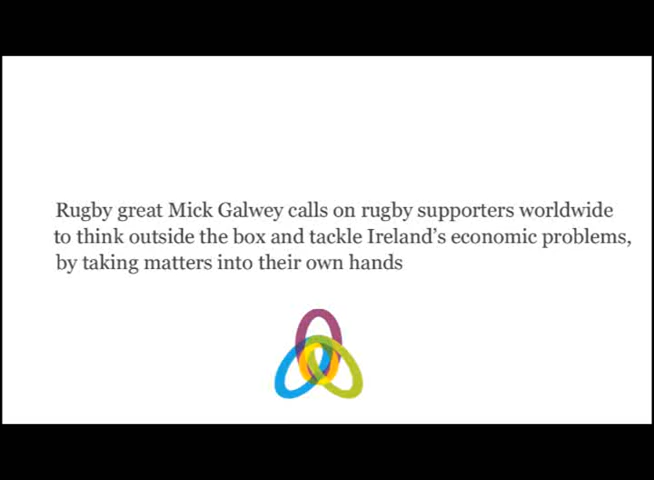 Rugby great Mick Galwey calls on rugby supporters worldwide
to think outside the box and tackle Ireland's economic problems,
by taking matters into their own hands